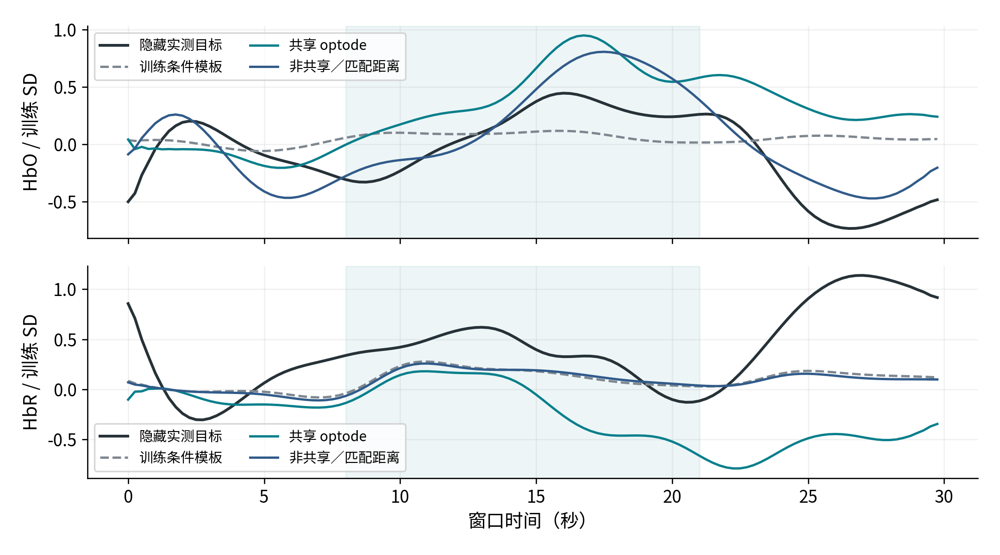 HbO / 训练 SD
1.0
0.5
0.0
-0.5
隐藏实测目标
训练条件模板
共享 optode
非共享／匹配距离
HbR / 训练 SD
1.0
0.5
0.0
-0.5
隐藏实测目标
训练条件模板
共享 optode
非共享／匹配距离
0 5 10 15 20 25 30
窗口时间（秒）